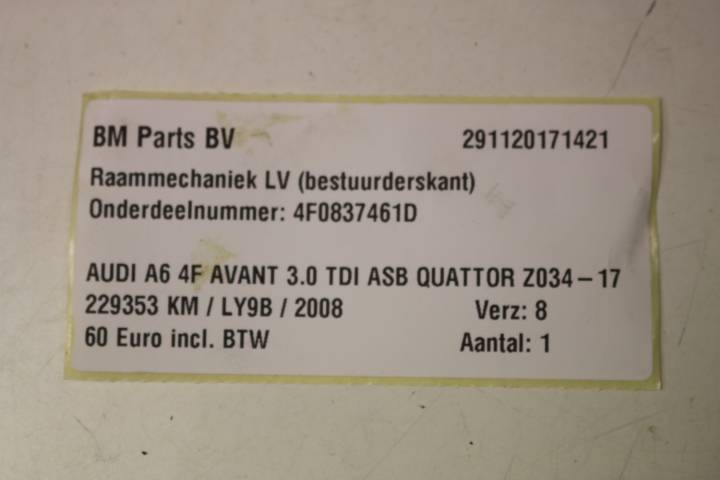 BM Parts BV 291120171421
Raammechaniek LV (bestuurderskant)
Onderdeelnummer: 4F0837461D
AUDI A6 4F AVANT 3.0 TDI ASB QUATTOR Z034-17
229353 KM / LY9B / 2008 Verz: 8
60 Euro incl. BTW Aantal: 1